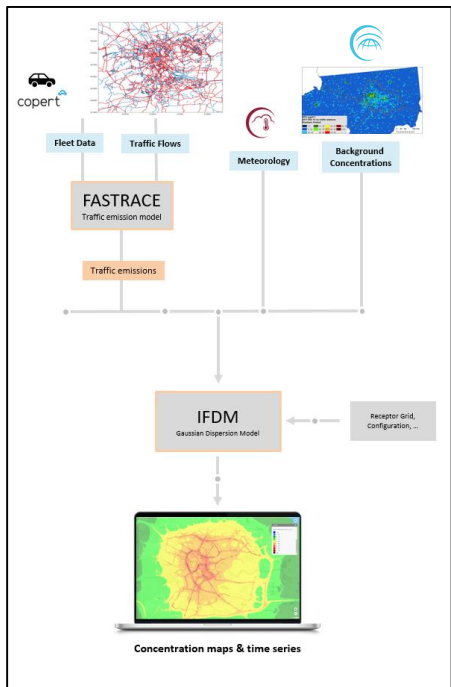 copert
Fleet Data
Traffic Flows
Meteorology
Background
Concentrations
FASTRACE
Traffic emission model
Traffic emissions
IFDM
Gaussian Dispersion Model
Receptor Grid,
Configuration, ...
Concentration maps & time series